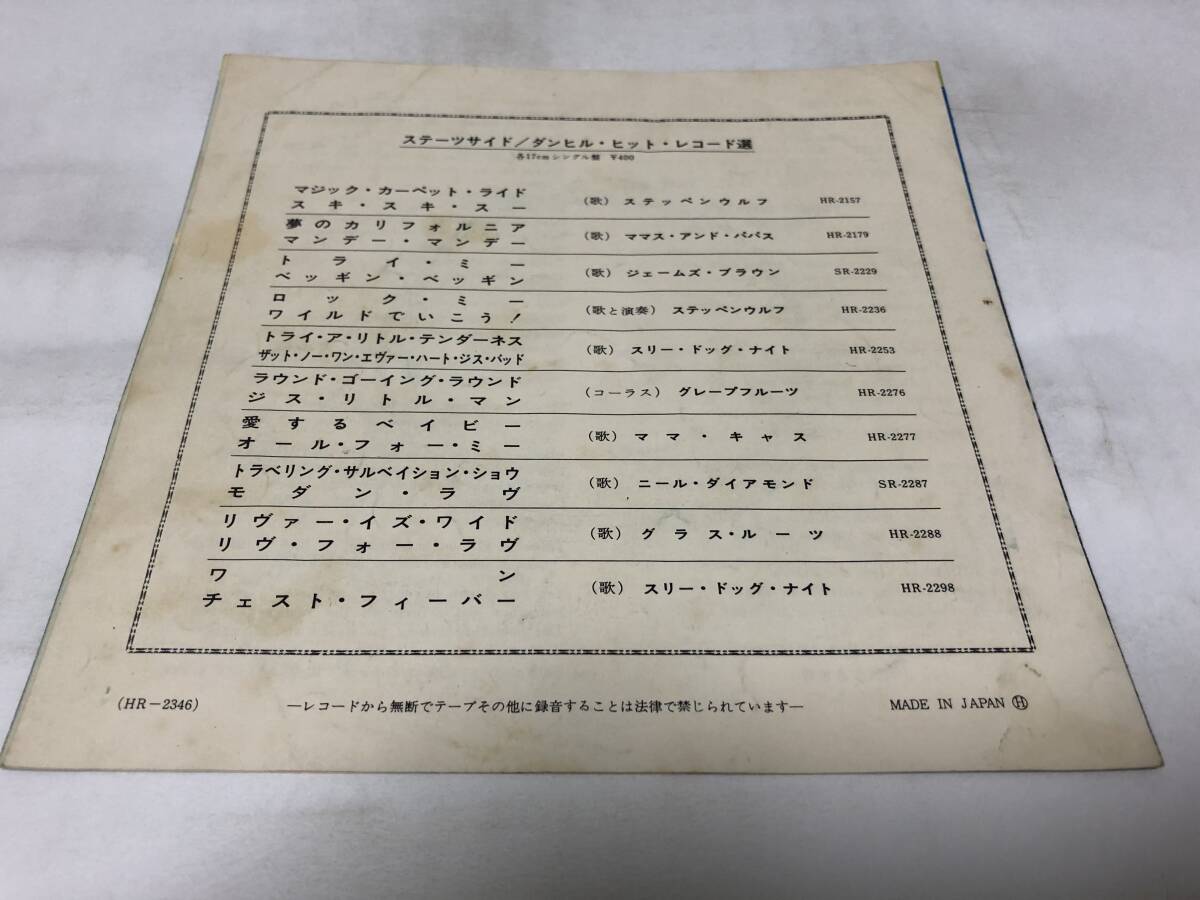 ステーツサイド/ダンヒル・ヒット・レコード選
各17cmシングル盤 ¥400
マジック・カーペット・ライド
スキ・スキ・スー
(歌) ステッペンウルフ HR-2157
夢のカリフォルニア
マンデー・マンデー
(歌) ママス・アンド・パパス HR-2179
トライ・ミー
ベッギン・ベッギン
(歌) ジェームズ・ブラウン SR-2229
ロック・ミー
ワイルドでいこう!
(歌と演奏) ステッペンウルフ HR-2236
トライ・ア・リトル・テンダーネス
ザット・ノー・ワン・エヴァー・ハート・ジス・バッド
(歌) スリー・ドッグ・ナイト HR-2253
ラウンド・ゴーイング・ラウンド
ジス・リトル・マン
(コーラス) グレープフルーツ HR-2276
愛するベイビー
オール・フォー・ミー
(歌) ママ・キャス HR-2277
トラベリング・サルベイション・ショウ
モダン・ラヴ
(歌) ニール・ダイアモンド SR-2287
リヴァー・イズ・ワイド
リヴ・フォー・ラヴ
(歌) グラス・ルーツ HR-2288
ワン
チェスト・フィーバー
(歌) スリー・ドッグ・ナイト HR-2298
(HR-2346) —レコードから無断でテープその他に録音することは法律で禁じられています— MADE IN JAPAN Ⓗ